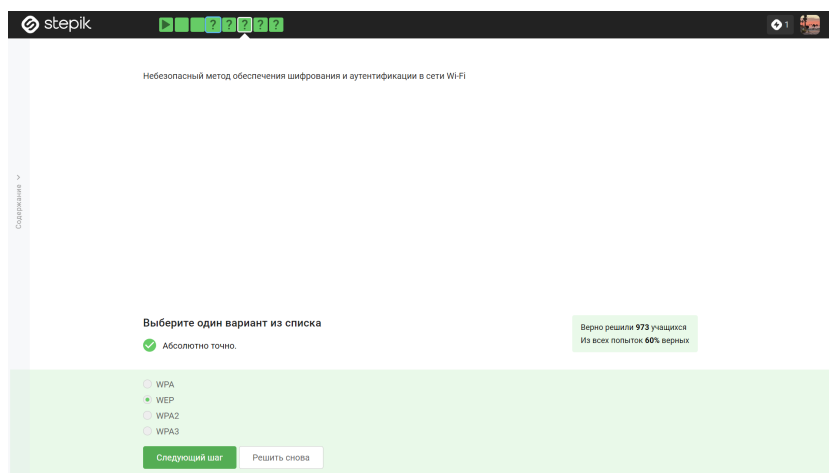 stepik
? ? ? ? ?
1
Небезопасный метод обеспечения шифрования и аутентификации в сети Wi-Fi
Содержание
Выберите один вариант из списка
Абсолютно точно.
Верно решили 973 учащихся
Из всех попыток 60% верных
WPA
WEP
WPA2
WPA3
Следующий шаг
Решить снова